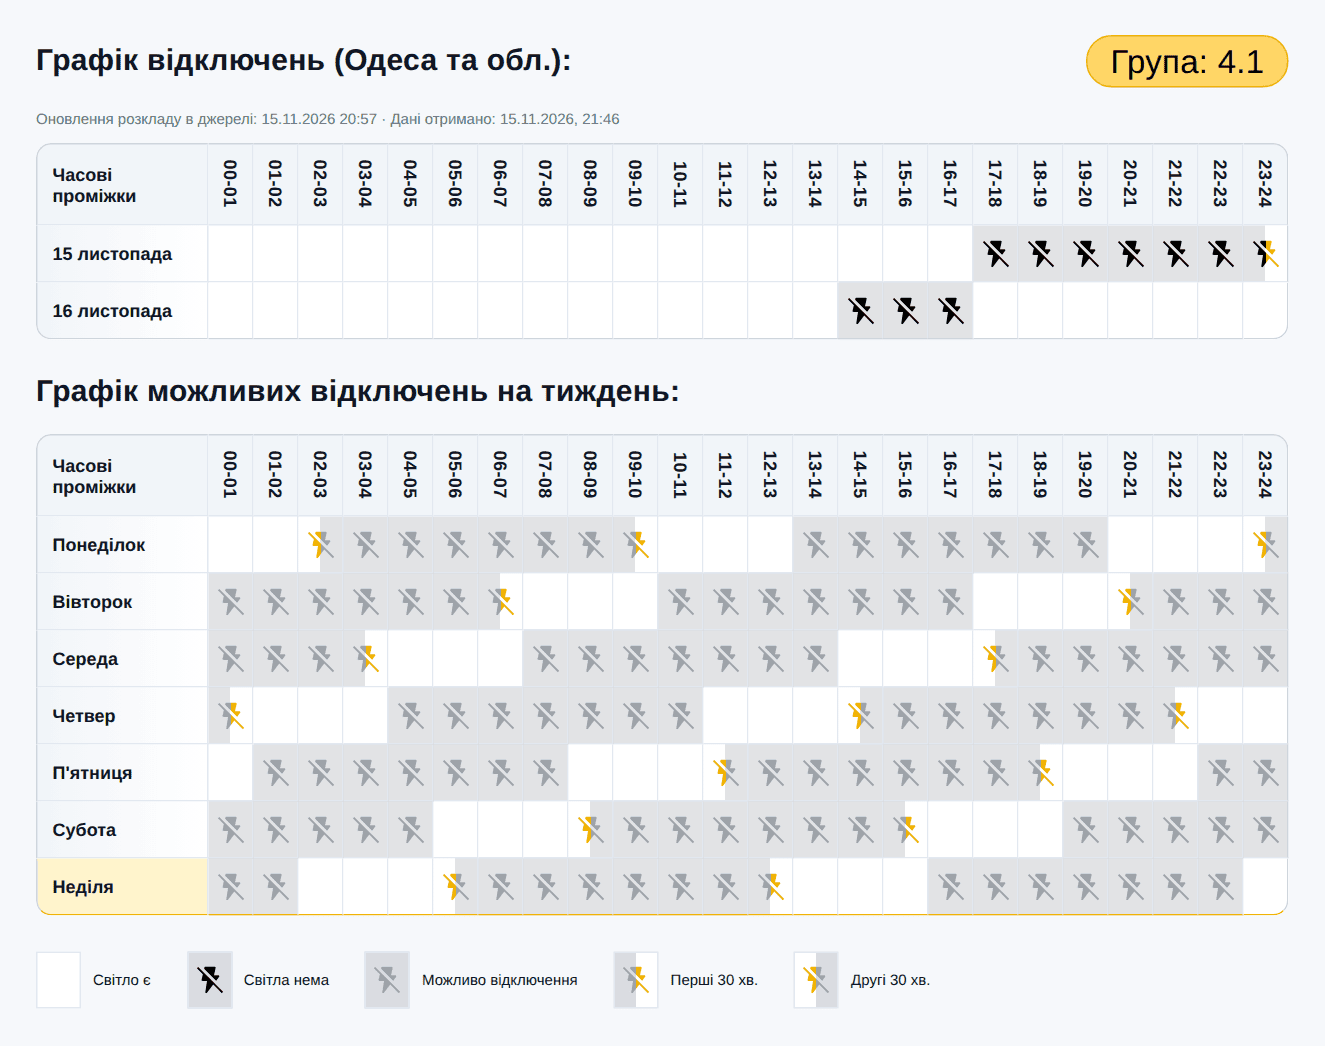 Графік відключень (Одеса та обл.):
Група: 4.1
Оновлення розкладу в джерелі: 15.11.2026 20:57 · Дані отримано: 15.11.2026, 21:46
Часові проміжки 00-01 01-02 02-03 03-04 04-05 05-06 06-07 07-08 08-09 09-10 10-11 11-12 12-13 13-14 14-15 15-16 16-17 17-18 18-19 19-20 20-21 21-22 22-23 23-24
15 листопада
16 листопада
Графік можливих відключень на тиждень:
Часові проміжки 00-01 01-02 02-03 03-04 04-05 05-06 06-07 07-08 08-09 09-10 10-11 11-12 12-13 13-14 14-15 15-16 16-17 17-18 18-19 19-20 20-21 21-22 22-23 23-24
Понеділок
Вівторок
Середа
Четвер
П'ятниця
Субота
Неділя
Світло є Світла нема Можливо відключення Перші 30 хв. Другі 30 хв.